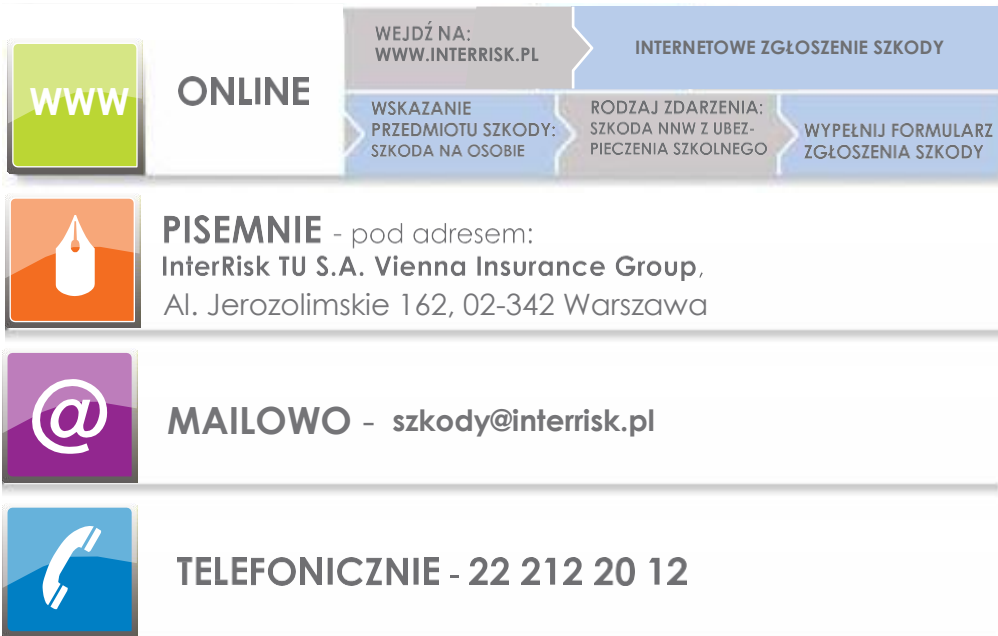 WWW
ONLINE
WEJDŹ NA:
WWW.INTERRISK.PL
INTERNETOWE ZGŁOSZENIE SZKODY
WSKAZANIE
PRZEDMIOTU SZKODY:
SZKODA NA OSOBIE
RODZAJ ZDARZENIA:
SZKODA NNW Z UBEZ-
PIECZENIA SZKOLNEGO
WYPEŁNIJ FORMULARZ
ZGŁOSZENIA SZKODY
PISEMNIE - pod adresem:
InterRisk TU S.A. Vienna Insurance Group,
Al. Jerozolimskie 162, 02-342 Warszawa
@
MAILOWO - szkody@interrisk.pl
TELEFONICZNIE - 22 212 20 12